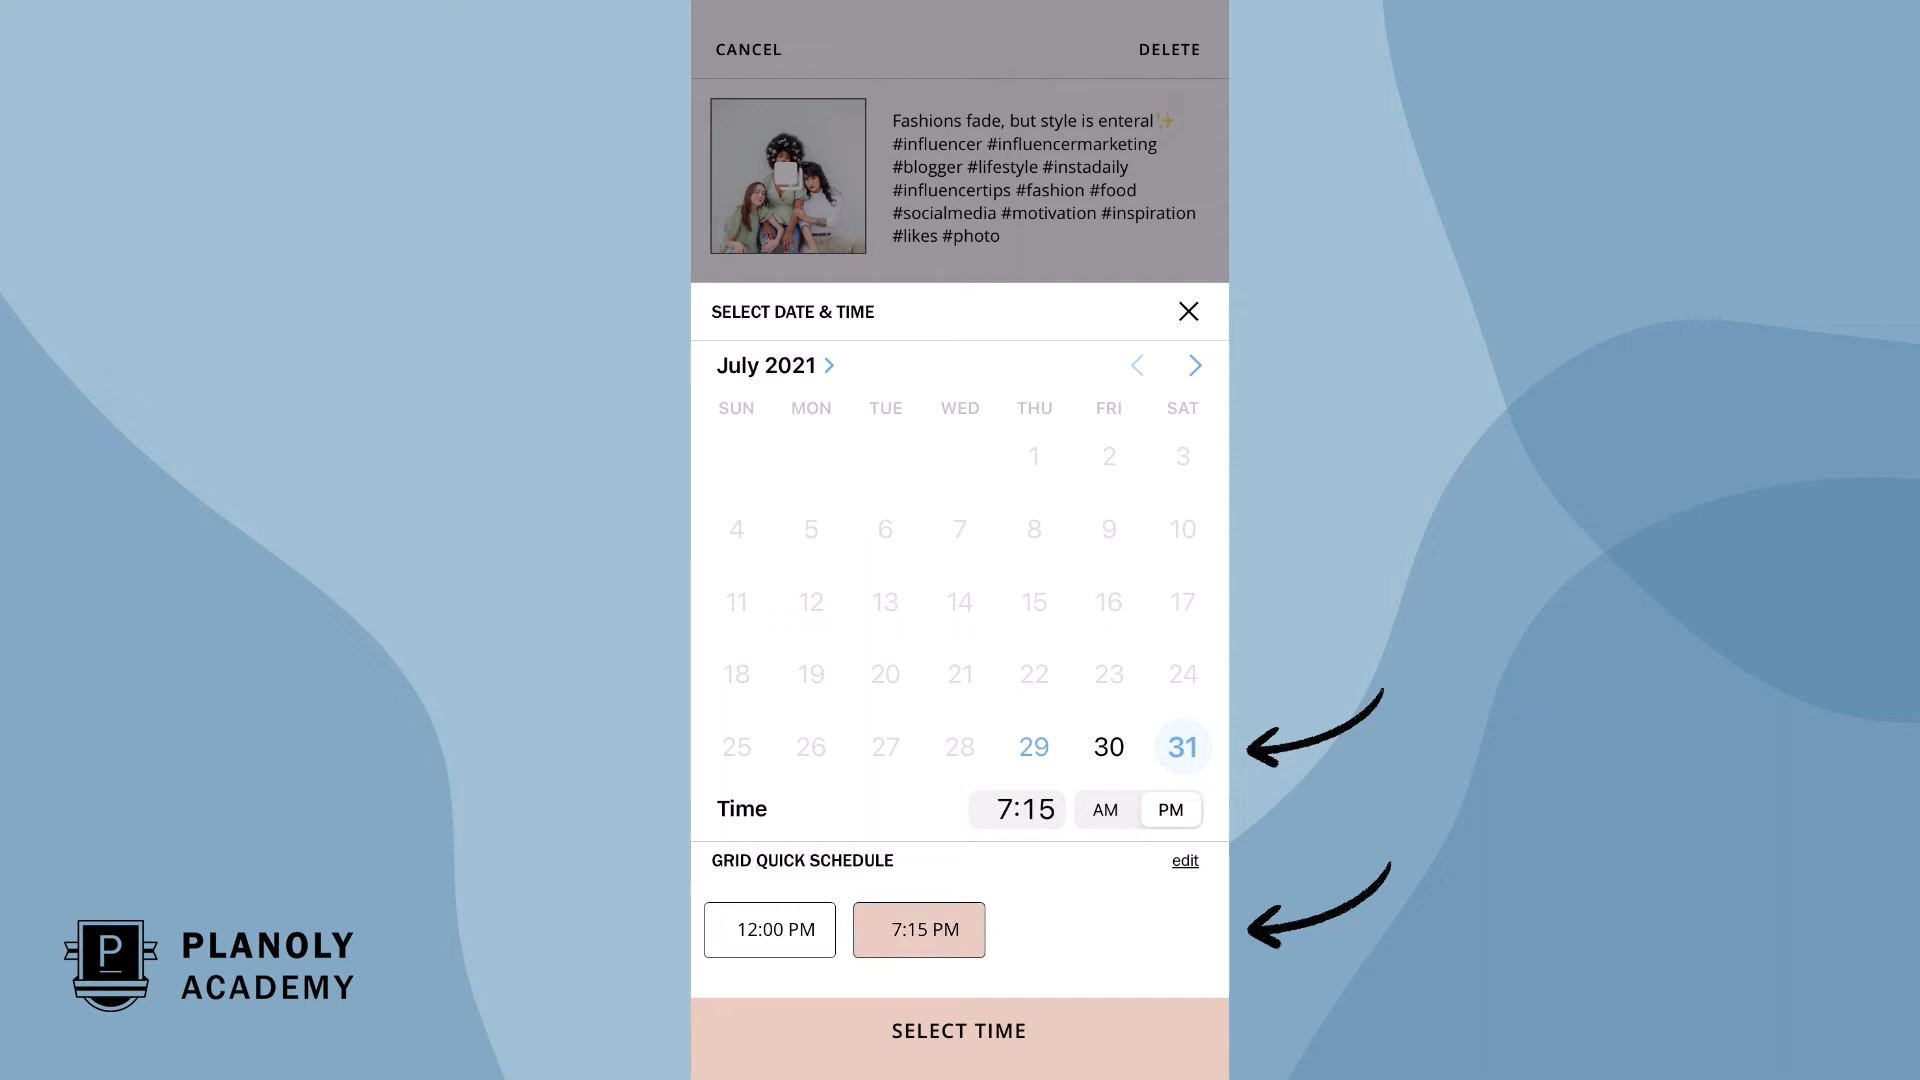 CANCEL DELETE
Fashions fade, but style is enteral✨
#influencer #influencermarketing
#blogger #lifestyle #instadaily
#influencertips #fashion #food
#socialmedia #motivation #inspiration
#likes #photo
SELECT DATE & TIME
July 2021
SUN MON TUE WED THU FRI SAT
1 2 3
4 5 6 7 8 9 10
11 12 13 14 15 16 17
18 19 20 21 22 23 24
25 26 27 28 29 30 31
Time 7:15 AM PM
GRID QUICK SCHEDULE edit
12:00 PM 7:15 PM
SELECT TIME
P
PLANOLY
ACADEMY